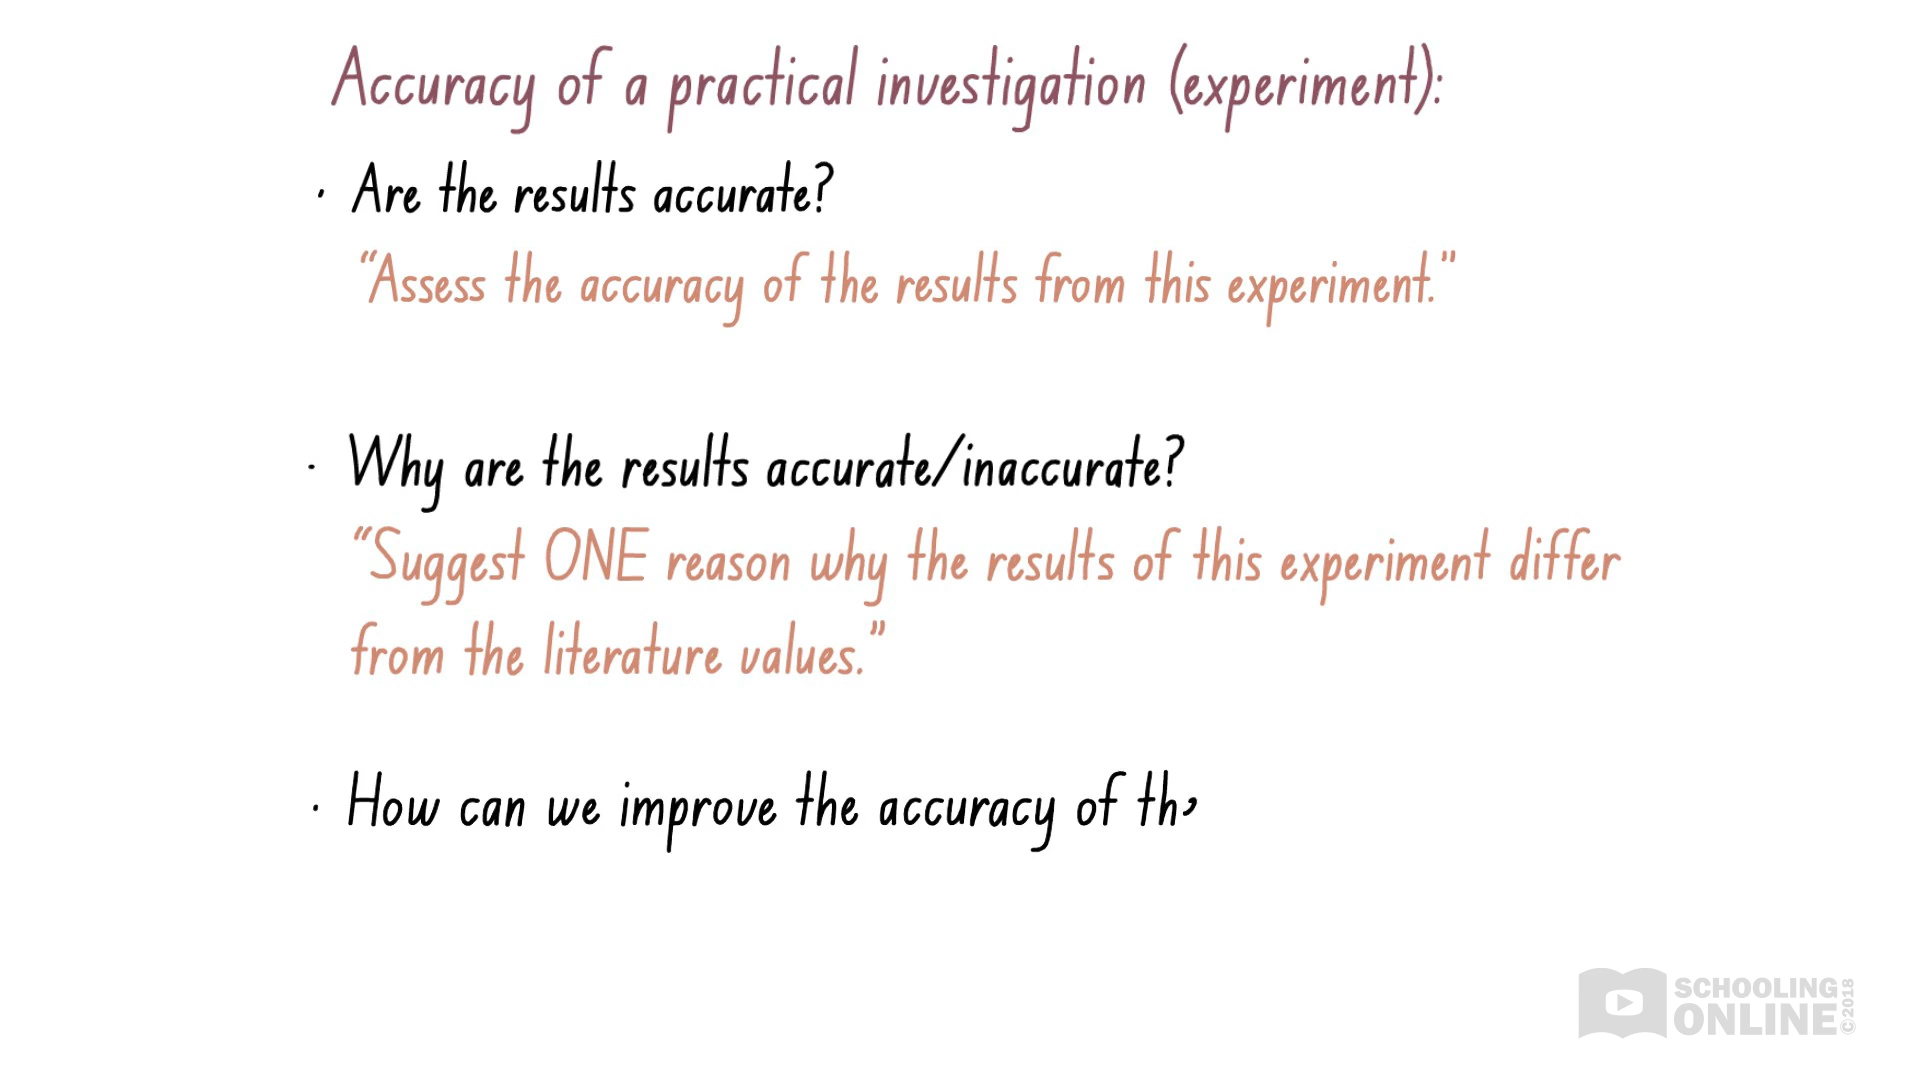 Accuracy of a practical investigation (experiment):
· Are the results accurate?
"Assess the accuracy of the results from this experiment."
· Why are the results accurate/inaccurate?
"Suggest ONE reason why the results of this experiment differ
from the literature values."
· How can we improve the accuracy of th
SCHOOLING
ONLINE
©2018